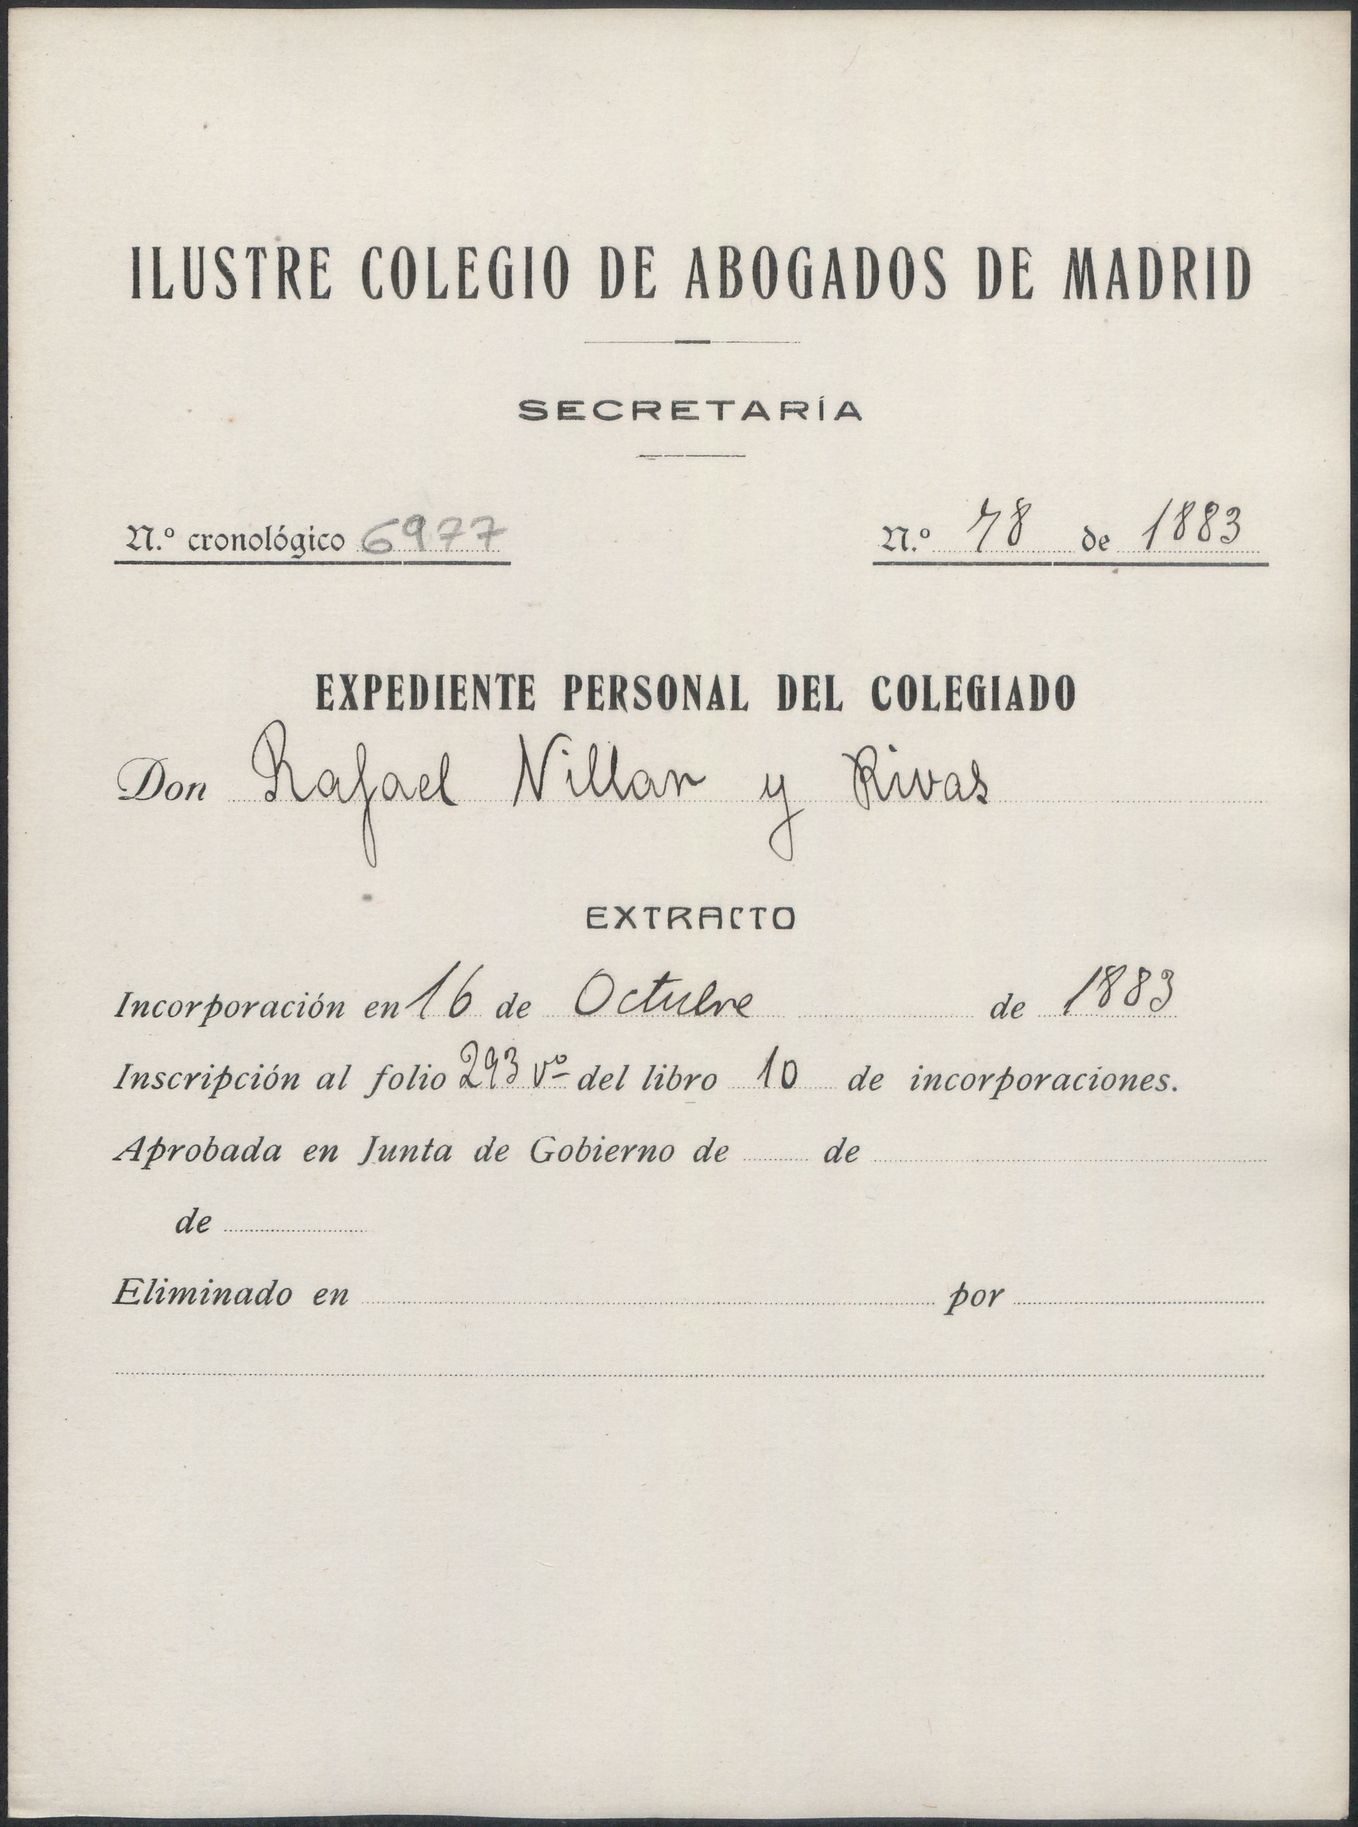 ILUSTRE COLEGIO DE ABOGADOS DE MADRID
SECRETARÍA
N.º cronológico 6977 N.º 78 de 1883
EXPEDIENTE PERSONAL DEL COLEGIADO
Don Rafael Villar y Rivas
EXTRACTO
Incorporación en 16 de Octubre de 1883
Inscripción al folio 293 vº del libro 10 de incorporaciones.
Aprobada en Junta de Gobierno de de
de
Eliminado en por